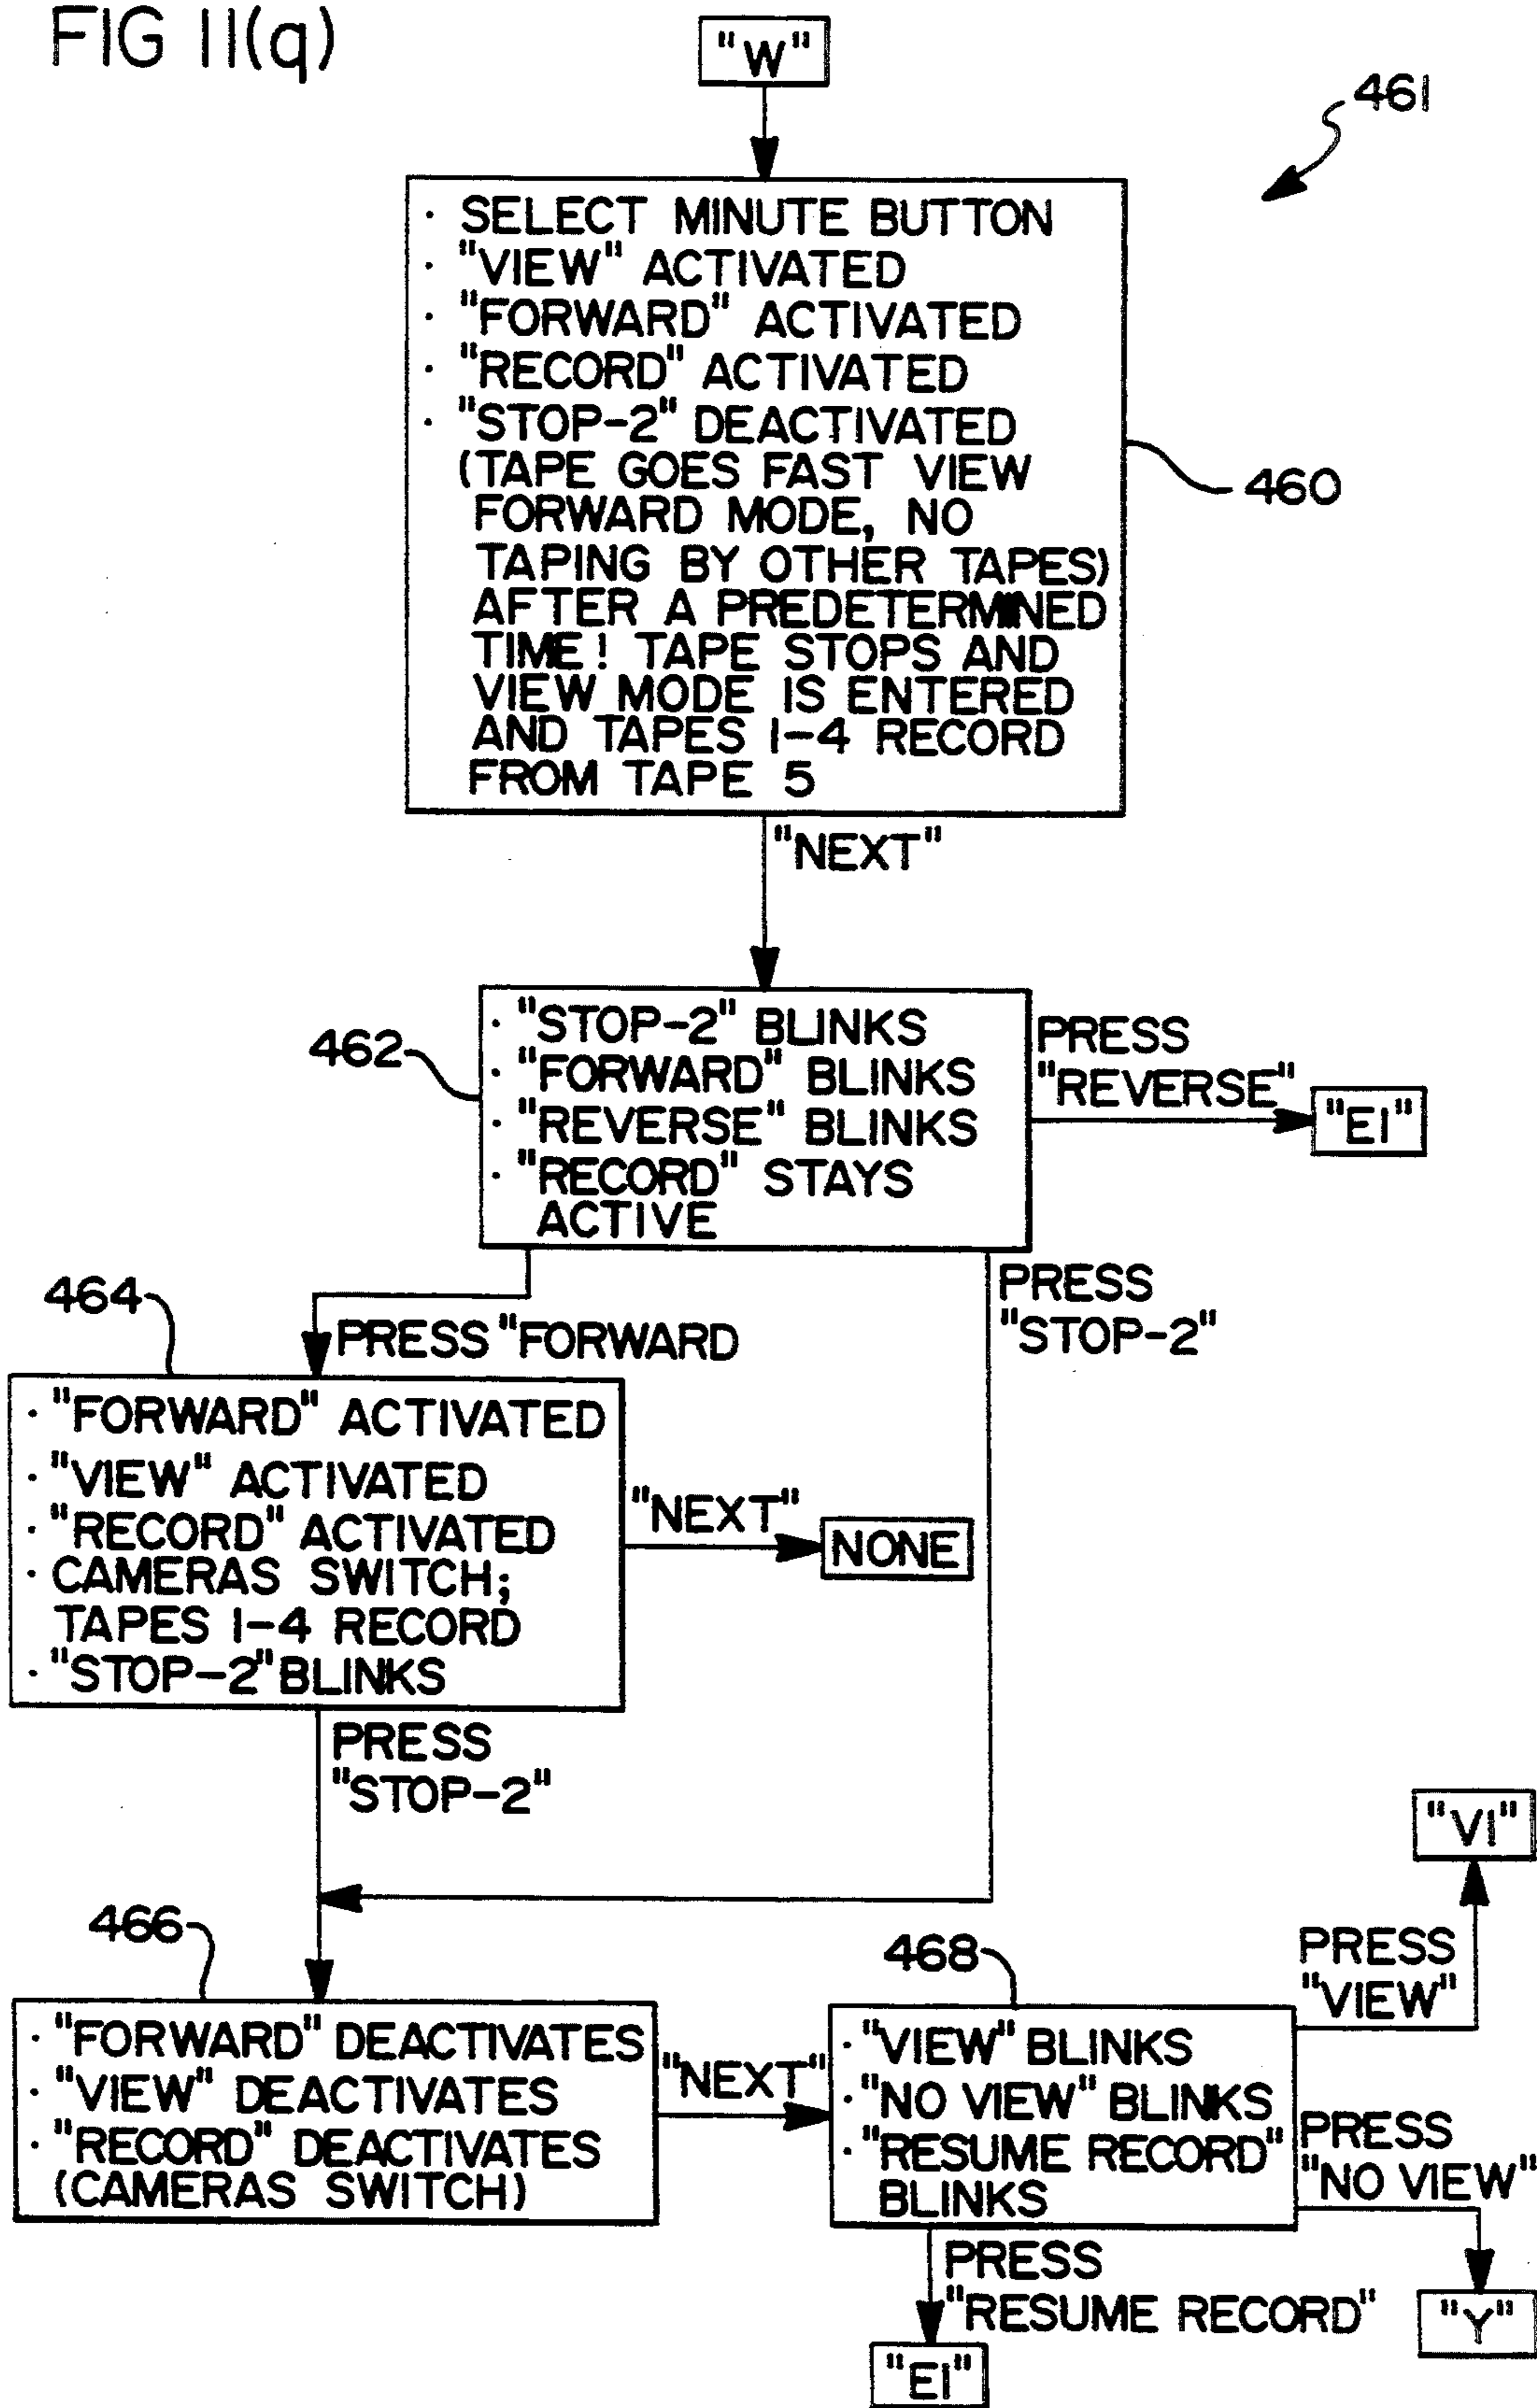 FIG 11(q)
"W"
461
· SELECT MINUTE BUTTON
· "VIEW" ACTIVATED
· "FORWARD" ACTIVATED
· "RECORD" ACTIVATED
· "STOP-2" DEACTIVATED
(TAPE GOES FAST VIEW
FORWARD MODE, NO
TAPING BY OTHER TAPES)
AFTER A PREDETERMINED
TIME! TAPE STOPS AND
VIEW MODE IS ENTERED
AND TAPES 1-4 RECORD
FROM TAPE 5
460
"NEXT"
462
· "STOP-2" BLINKS
· "FORWARD" BLINKS
· "REVERSE" BLINKS
· "RECORD" STAYS
ACTIVE
PRESS
"REVERSE"
"E1"
464
PRESS "FORWARD
PRESS
"STOP-2"
· "FORWARD" ACTIVATED
· "VIEW" ACTIVATED
· "RECORD" ACTIVATED
· CAMERAS SWITCH;
TAPES 1-4 RECORD
· "STOP-2" BLINKS
"NEXT"
NONE
PRESS
"STOP-2"
"V1"
466
468
PRESS
"VIEW"
· "FORWARD" DEACTIVATES
· "VIEW" DEACTIVATES
· "RECORD" DEACTIVATES
(CAMERAS SWITCH)
"NEXT"
· "VIEW" BLINKS
· "NO VIEW" BLINKS
· "RESUME RECORD"
BLINKS
PRESS
"NO VIEW"
"Y"
PRESS
"RESUME RECORD"
"E1"